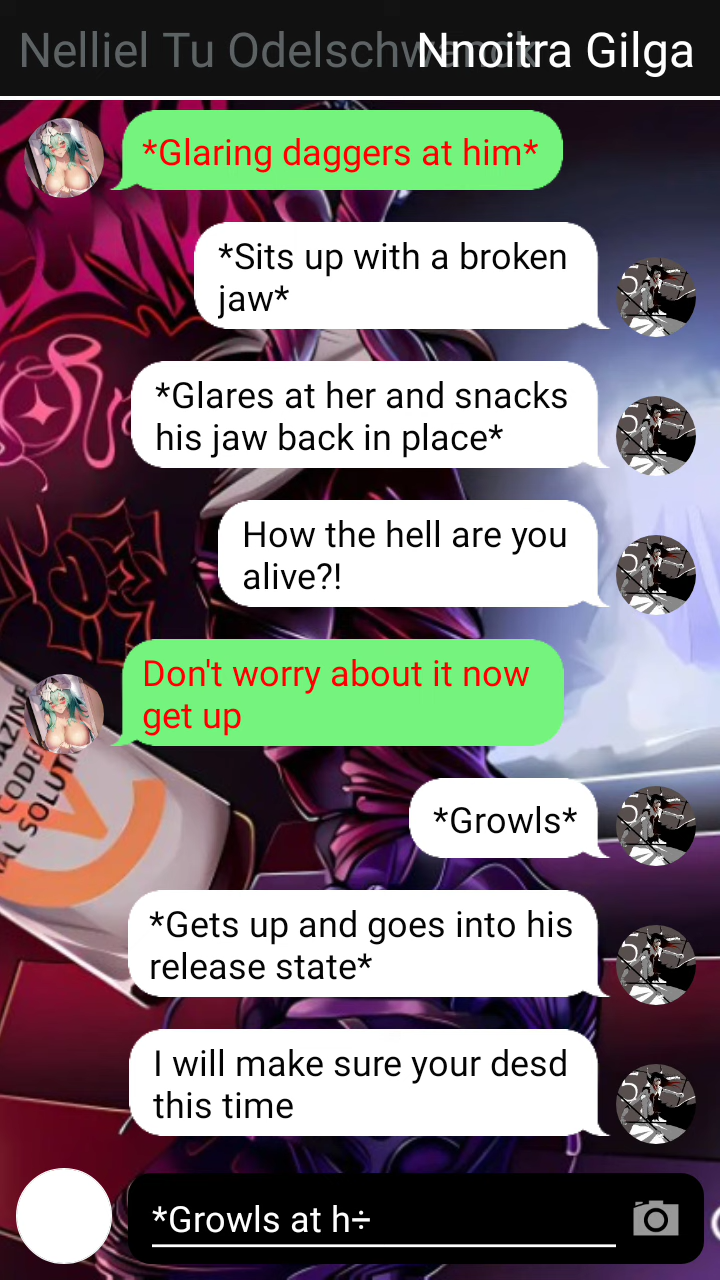 Nelliel Tu Odelschwanck
Nnoitra Gilga
*Glaring daggers at him*
*Sits up with a broken
jaw*
*Glares at her and snacks
his jaw back in place*
How the hell are you
alive?!
Don't worry about it now
get up
*Growls*
*Gets up and goes into his
release state*
I will make sure your desd
this time
*Growls at h÷